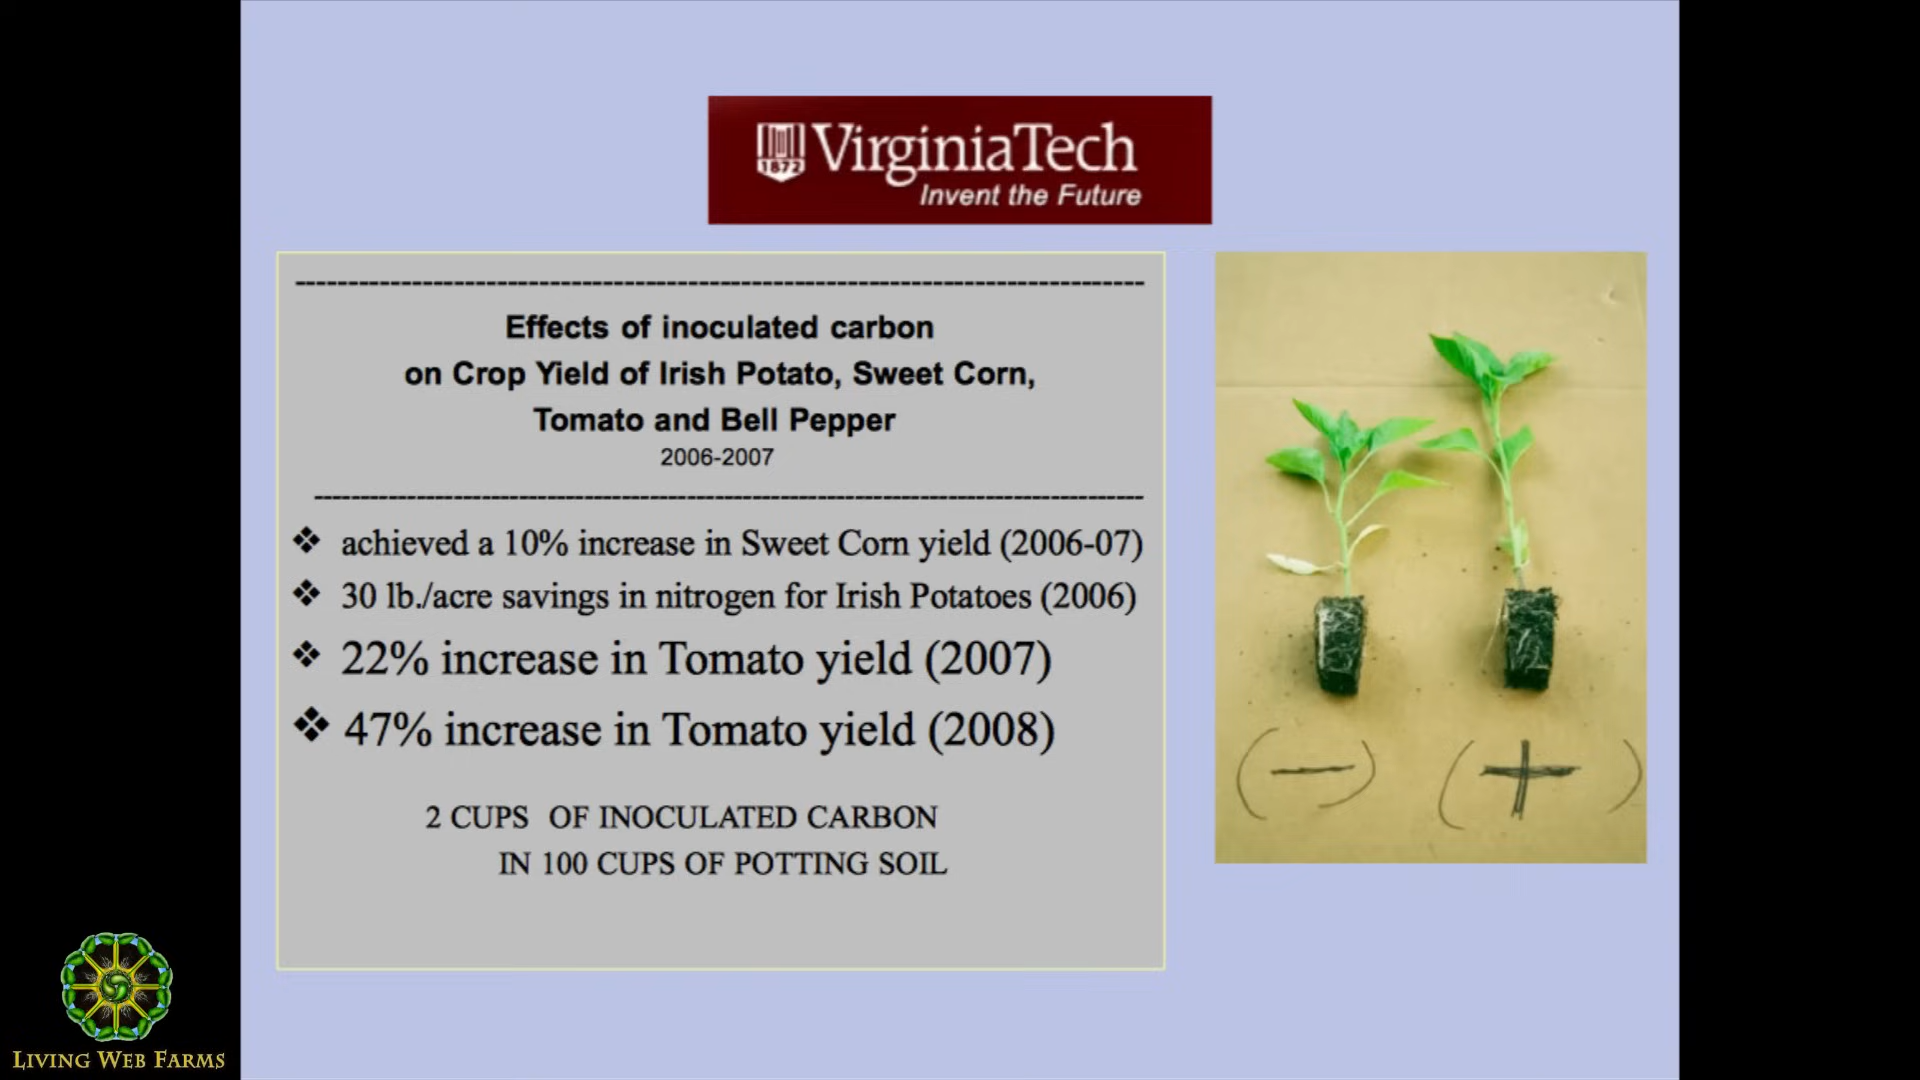 1872
VirginiaTech
Invent the Future
Effects of inoculated carbon
on Crop Yield of Irish Potato, Sweet Corn,
Tomato and Bell Pepper
2006-2007
❖ achieved a 10% increase in Sweet Corn yield (2006-07)
❖ 30 lb./acre savings in nitrogen for Irish Potatoes (2006)
❖ 22% increase in Tomato yield (2007)
❖ 47% increase in Tomato yield (2008)
2 CUPS OF INOCULATED CARBON
IN 100 CUPS OF POTTING SOIL
(−) (+)
LIVING WEB FARMS